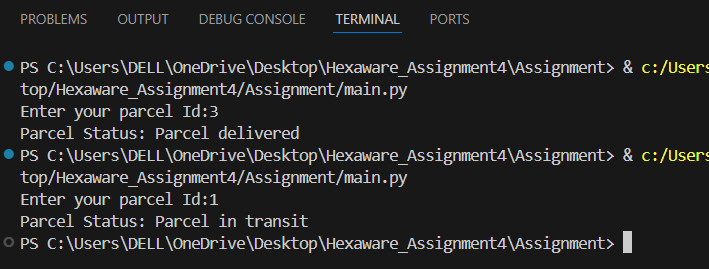 PROBLEMS OUTPUT DEBUG CONSOLE TERMINAL PORTS
PS C:\Users\DELL\OneDrive\Desktop\Hexaware_Assignment4\Assignment> & c:/Users
top/Hexaware_Assignment4/Assignment/main.py
Enter your parcel Id:3
Parcel Status: Parcel delivered
PS C:\Users\DELL\OneDrive\Desktop\Hexaware_Assignment4\Assignment> & c:/Users
top/Hexaware_Assignment4/Assignment/main.py
Enter your parcel Id:1
Parcel Status: Parcel in transit
PS C:\Users\DELL\OneDrive\Desktop\Hexaware_Assignment4\Assignment>